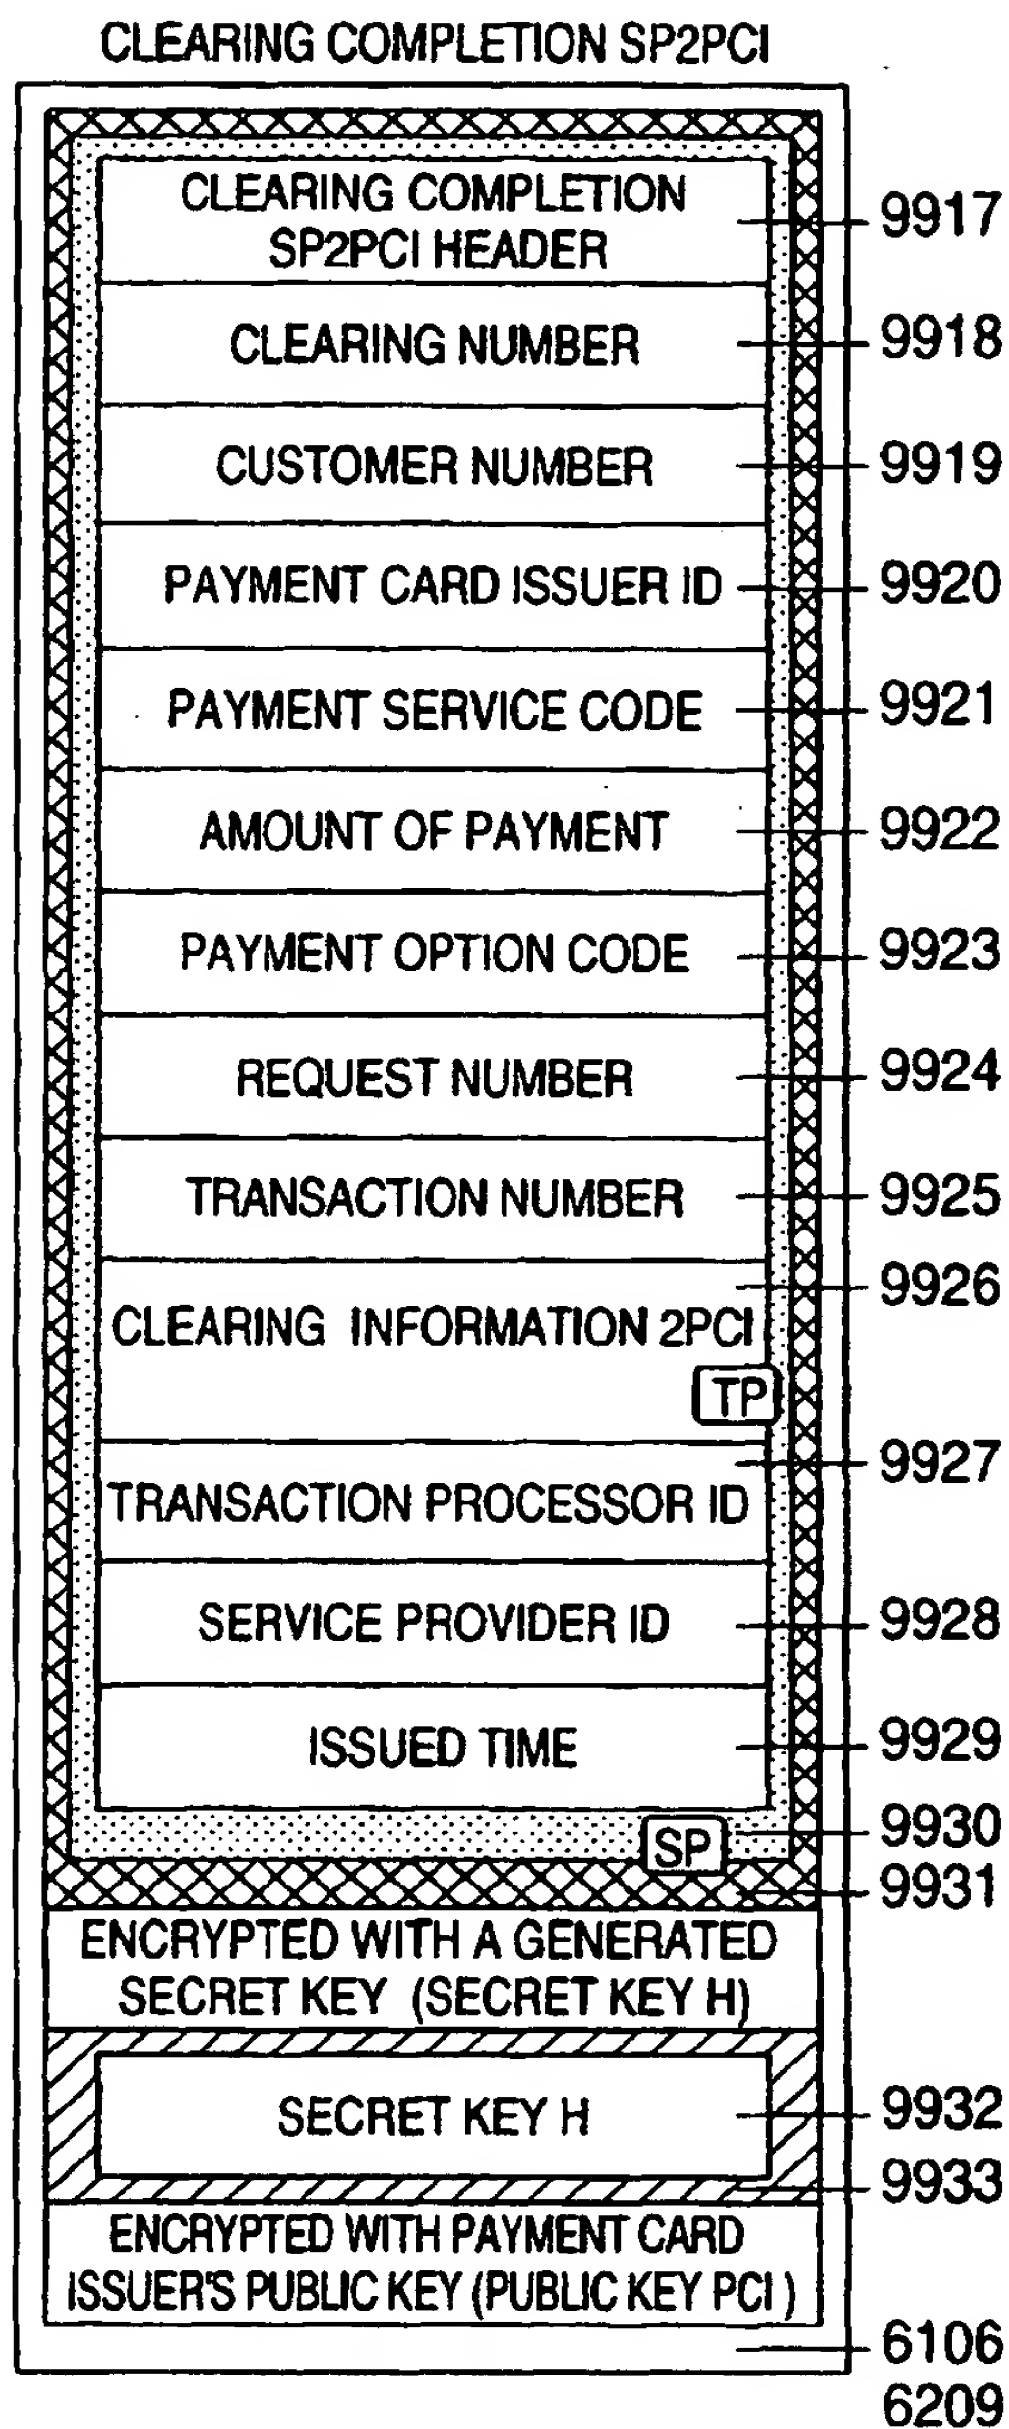 CLEARING COMPLETION SP2PCI
CLEARING COMPLETION
SP2PCI HEADER
9917
CLEARING NUMBER
9918
CUSTOMER NUMBER
9919
PAYMENT CARD ISSUER ID
9920
PAYMENT SERVICE CODE
9921
AMOUNT OF PAYMENT
9922
PAYMENT OPTION CODE
9923
REQUEST NUMBER
9924
TRANSACTION NUMBER
9925
CLEARING INFORMATION 2PCI
9926
TP
TRANSACTION PROCESSOR ID
9927
SERVICE PROVIDER ID
9928
ISSUED TIME
9929
SP
9930
9931
ENCRYPTED WITH A GENERATED
SECRET KEY (SECRET KEY H)
SECRET KEY H
9932
9933
ENCRYPTED WITH PAYMENT CARD
ISSUER'S PUBLIC KEY (PUBLIC KEY PCI)
6106
6209